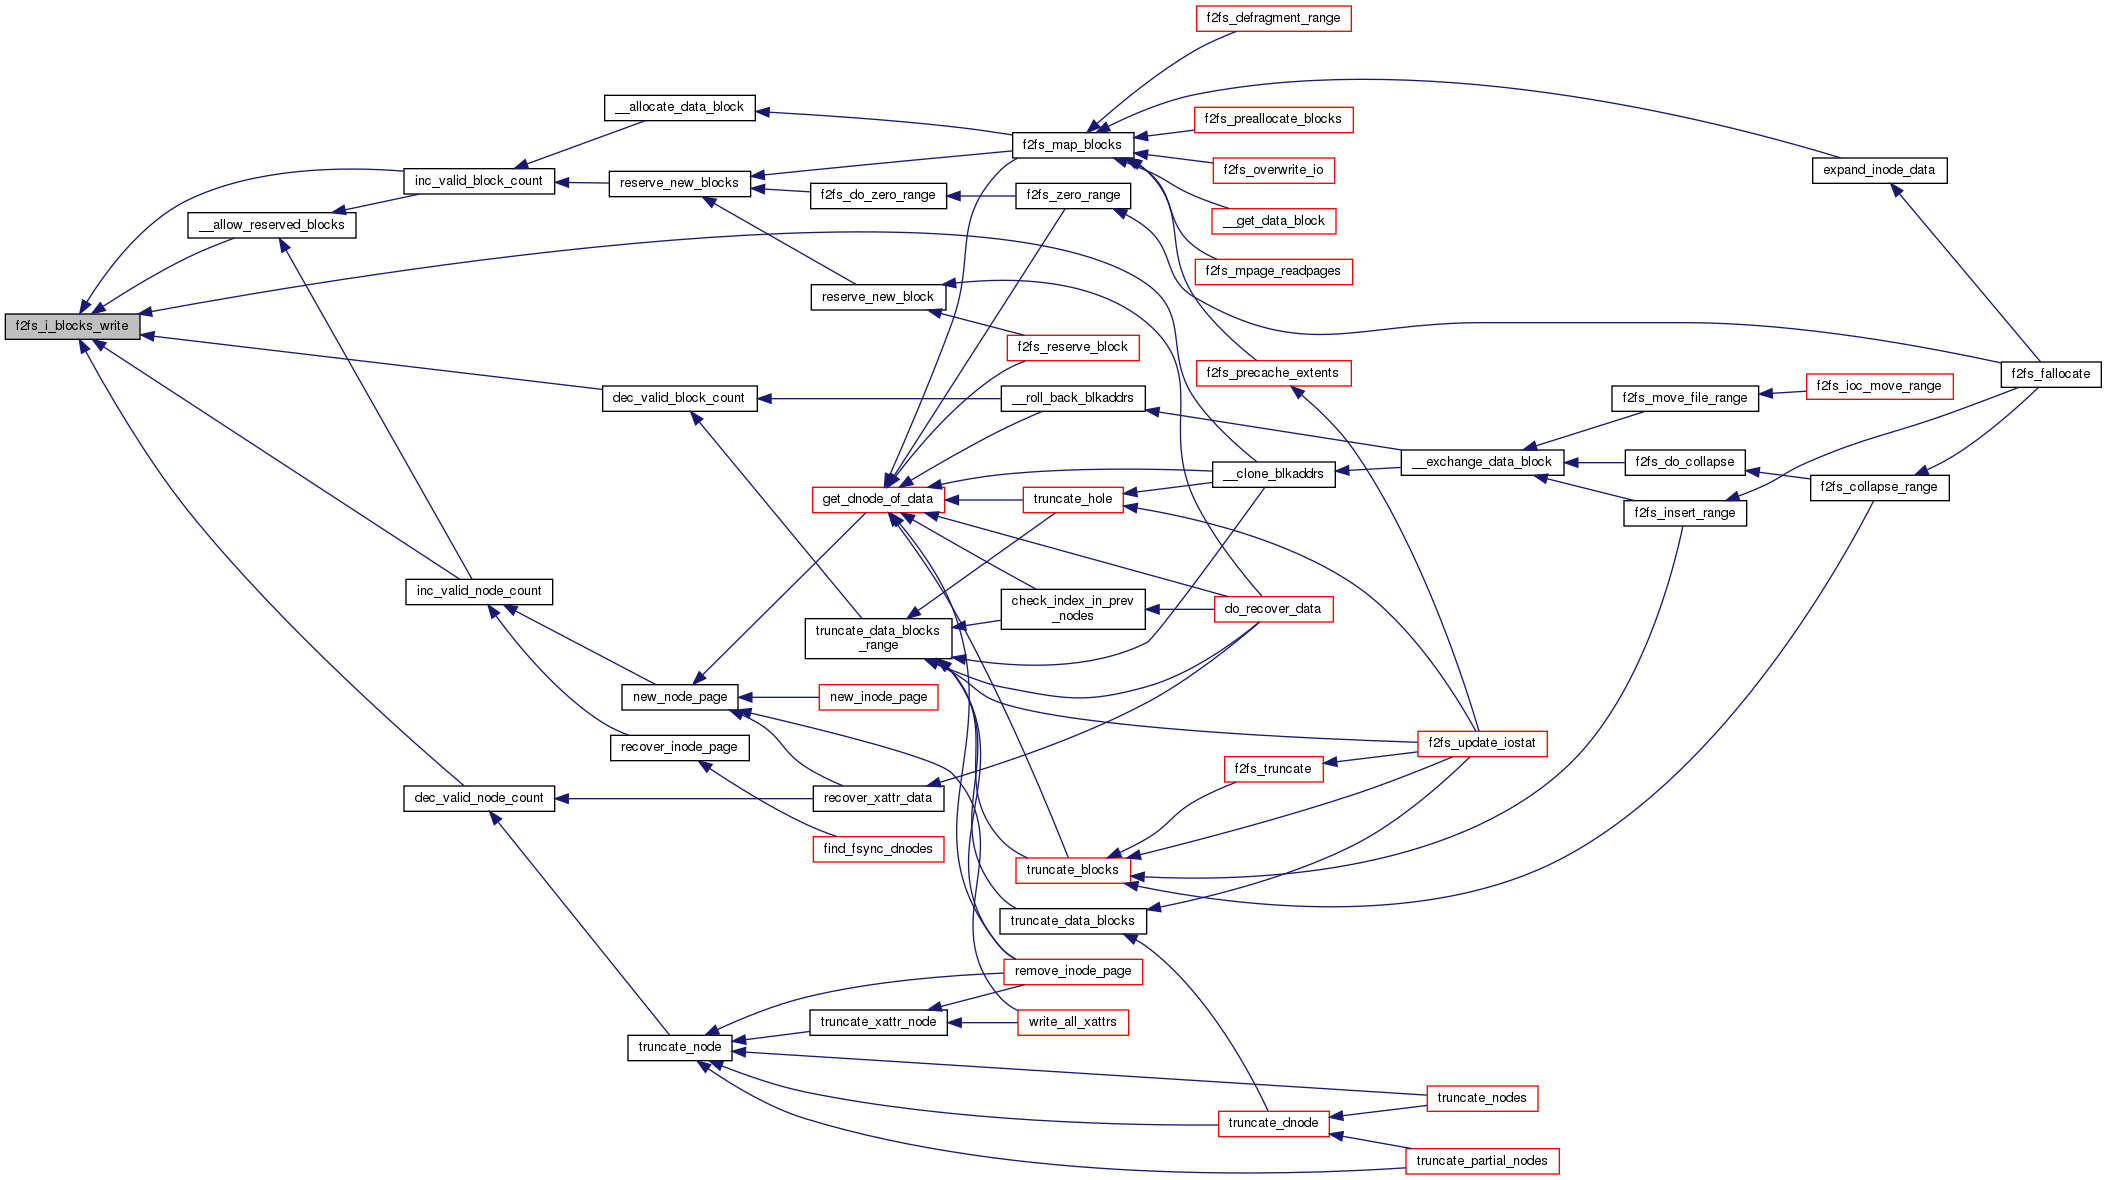 f2fs_defragment_range
__allocate_data_block
f2fs_preallocate_blocks
f2fs_map_blocks
f2fs_overwrite_io
expand_inode_data
inc_valid_block_count
reserve_new_blocks
f2fs_do_zero_range
f2fs_zero_range
__get_data_block
__allow_reserved_blocks
f2fs_mpage_readpages
reserve_new_block
f2fs_i_blocks_write
f2fs_reserve_block
f2fs_precache_extents
f2fs_fallocate
f2fs_ioc_move_range
dec_valid_block_count
__roll_back_blkaddrs
f2fs_move_file_range
__exchange_data_block
f2fs_do_collapse
__clone_blkaddrs
f2fs_collapse_range
get_dnode_of_data
truncate_hole
f2fs_insert_range
inc_valid_node_count
check_index_in_prev
_nodes
do_recover_data
truncate_data_blocks
_range
new_node_page
new_inode_page
recover_inode_page
f2fs_update_iostat
f2fs_truncate
dec_valid_node_count
recover_xattr_data
find_fsync_dnodes
truncate_blocks
truncate_data_blocks
remove_inode_page
truncate_xattr_node
write_all_xattrs
truncate_node
truncate_nodes
truncate_dnode
truncate_partial_nodes